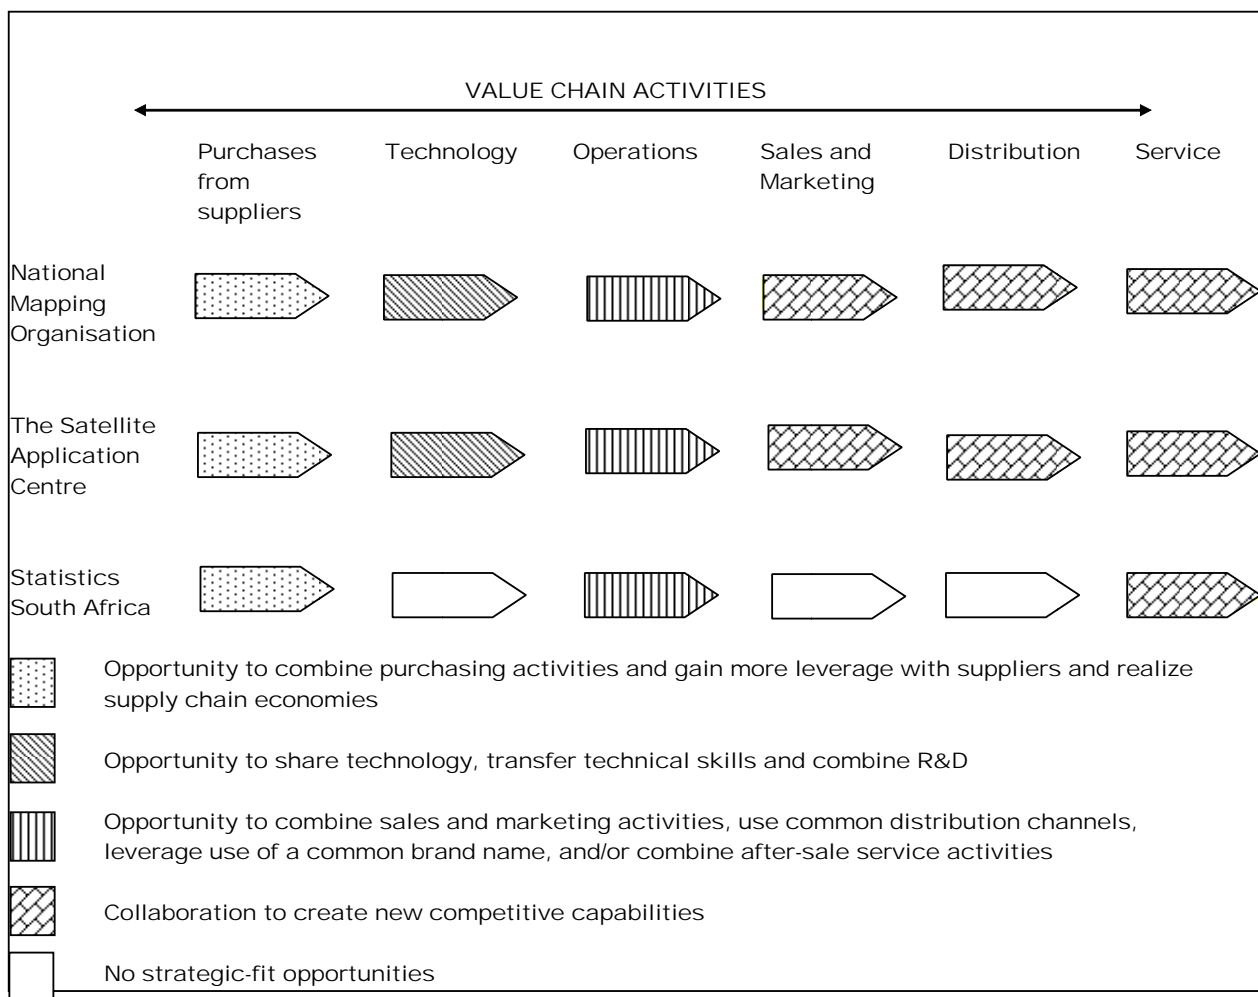 VALUE CHAIN ACTIVITIES
Purchases from suppliers
Technology
Operations
Sales and Marketing
Distribution
Service
National
Mapping
Organisation
The Satellite
Application
Centre
Statistics
South Africa
Opportunity to combine purchasing activities and gain more leverage with suppliers and realize
supply chain economies
Opportunity to share technology, transfer technical skills and combine R&D
Opportunity to combine sales and marketing activities, use common distribution channels,
leverage use of a common brand name, and/or combine after-sale service activities
Collaboration to create new competitive capabilities
No strategic-fit opportunities